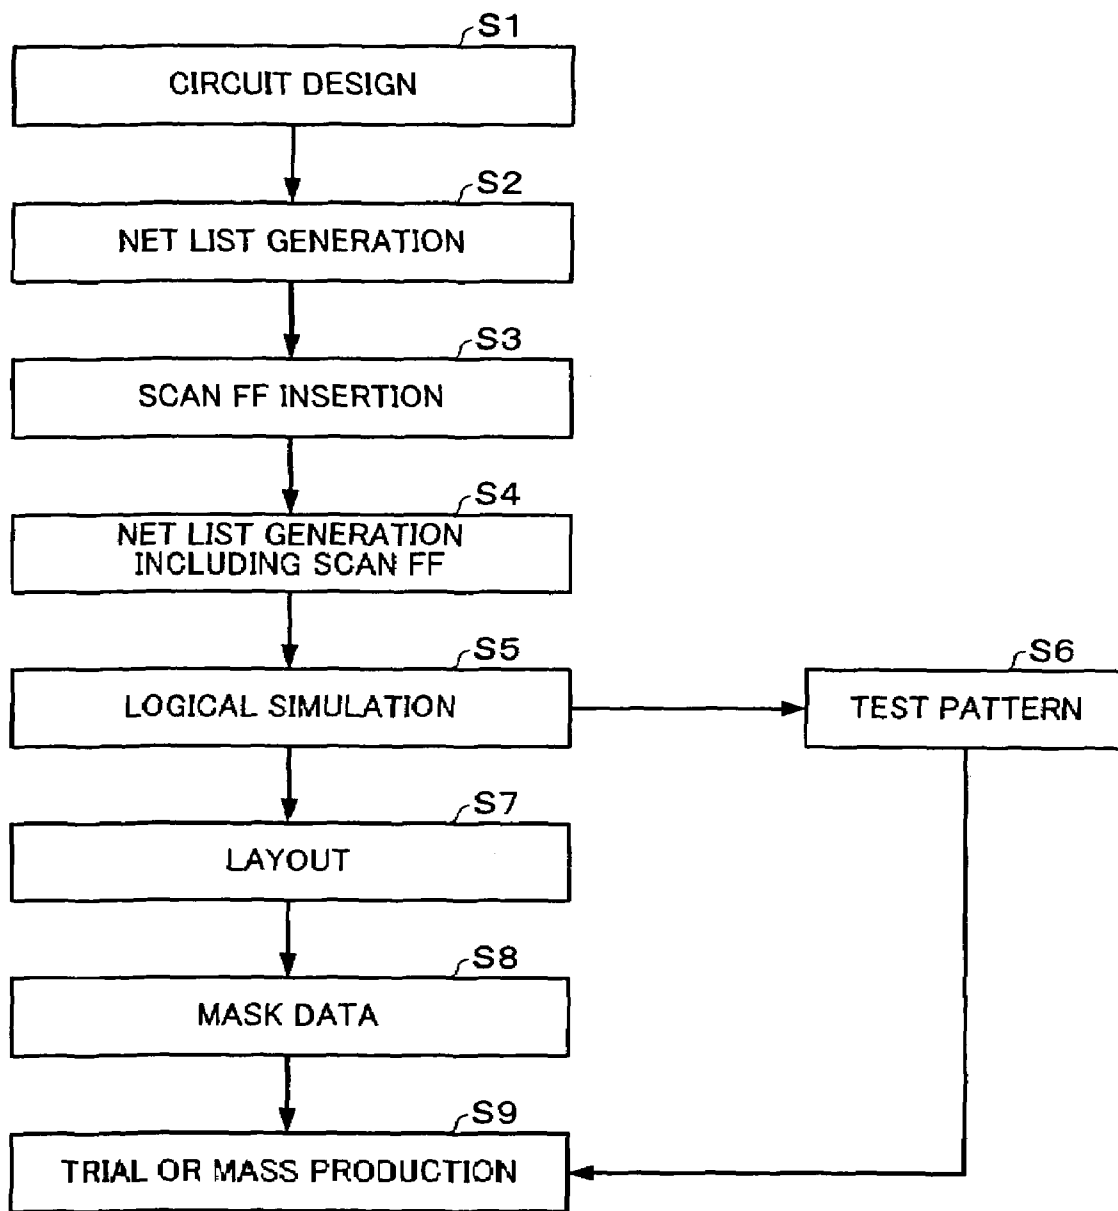 S1
CIRCUIT DESIGN
S2
NET LIST GENERATION
S3
SCAN FF INSERTION
S4
NET LIST GENERATION
INCLUDING SCAN FF
S5
LOGICAL SIMULATION
S6
TEST PATTERN
S7
LAYOUT
S8
MASK DATA
S9
TRIAL OR MASS PRODUCTION